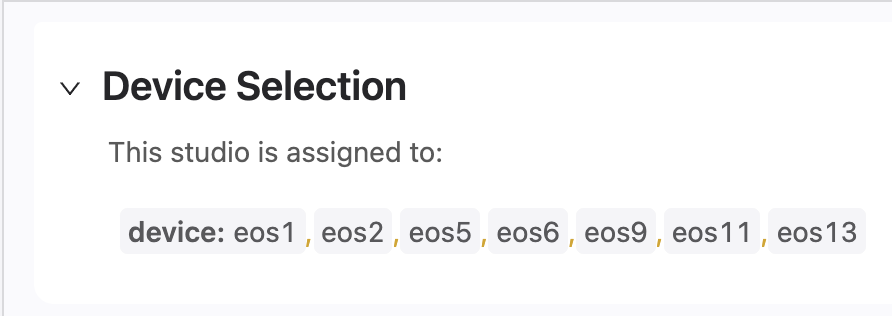 Device Selection
This studio is assigned to:
device: eos1 , eos2 , eos5 , eos6 , eos9 , eos11 , eos13